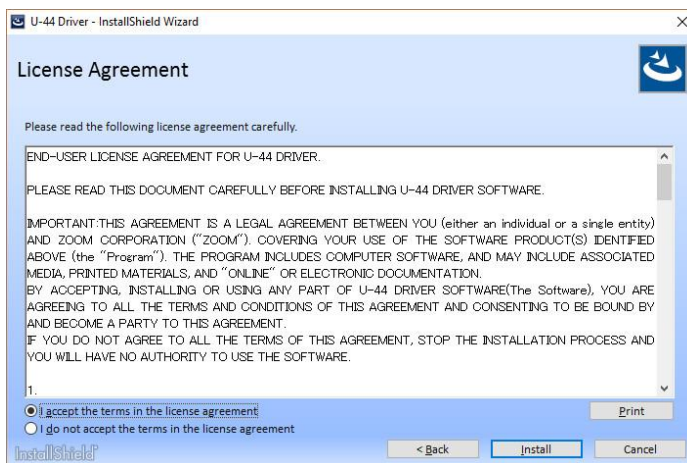 U-44 Driver - InstallShield Wizard
License Agreement
Please read the following license agreement carefully.
END-USER LICENSE AGREEMENT FOR U-44 DRIVER.
PLEASE READ THIS DOCUMENT CAREFULLY BEFORE INSTALLING U-44 DRIVER SOFTWARE.
IMPORTANT:THIS AGREEMENT IS A LEGAL AGREEMENT BETWEEN YOU (either an individual or a single entity)
AND ZOOM CORPORATION ("ZOOM"). COVERING YOUR USE OF THE SOFTWARE PRODUCT(S) IDENTIFIED
ABOVE (the "Program"). THE PROGRAM INCLUDES COMPUTER SOFTWARE, AND MAY INCLUDE ASSOCIATED
MEDIA, PRINTED MATERIALS, AND "ONLINE" OR ELECTRONIC DOCUMENTATION.
BY ACCEPTING, INSTALLING OR USING ANY PART OF U-44 DRIVER SOFTWARE(The Software), YOU ARE
AGREEING TO ALL THE TERMS AND CONDITIONS OF THIS AGREEMENT AND CONSENTING TO BE BOUND BY
AND BECOME A PARTY TO THIS AGREEMENT.
IF YOU DO NOT AGREE TO ALL THE TERMS OF THIS AGREEMENT, STOP THE INSTALLATION PROCESS AND
YOU WILL HAVE NO AUTHORITY TO USE THE SOFTWARE.
1.
I accept the terms in the license agreement
Print
I do not accept the terms in the license agreement
InstallShield
< Back
Install
Cancel